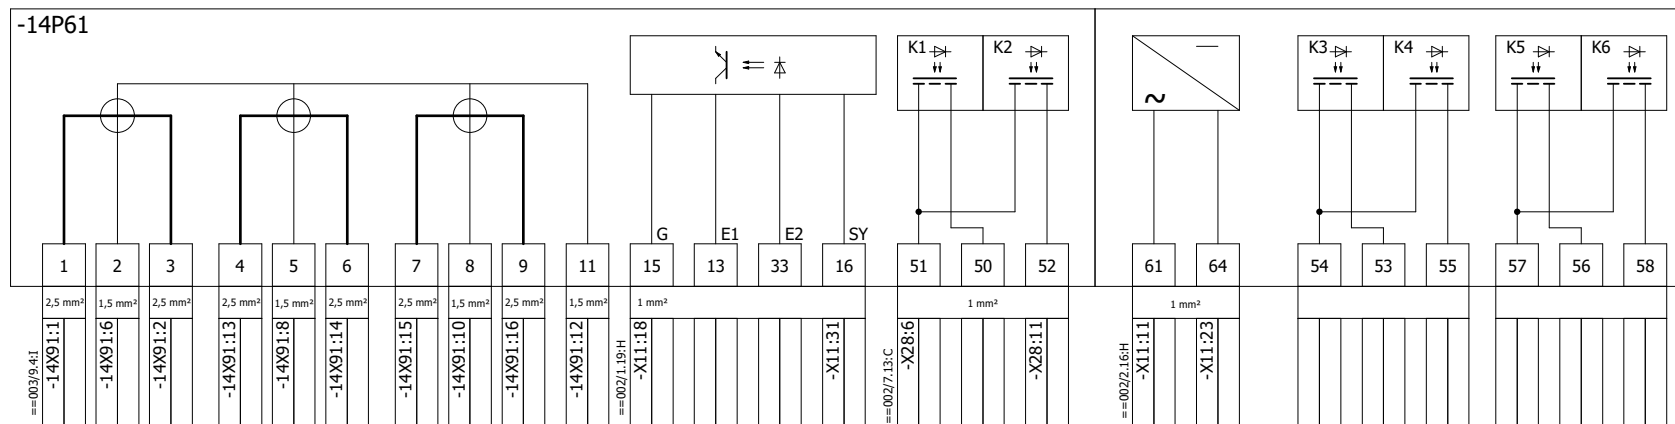 -14P61
K1 K2 K3 K4 K5 K6
~
G E1 E2 SY
1 2 3 4 5 6 7 8 9 11 15 13 33 16 51 50 52 61 64 54 53 55 57 56 58
2,5 mm² 1,5 mm² 2,5 mm² 2,5 mm² 1,5 mm² 2,5 mm² 2,5 mm² 1,5 mm² 2,5 mm² 1,5 mm² 1 mm² 1 mm² 1 mm²
==003/9.4:I
-14X91:1
-14X91:6
-14X91:2
-14X91:13
-14X91:8
-14X91:14
-14X91:15
-14X91:10
-14X91:16
-14X91:12
==002/1.19:H
-X11:18
-X11:31
==002/7.13:C
-X28:6
-X28:11
==002/2.16:H
-X11:11
-X11:23